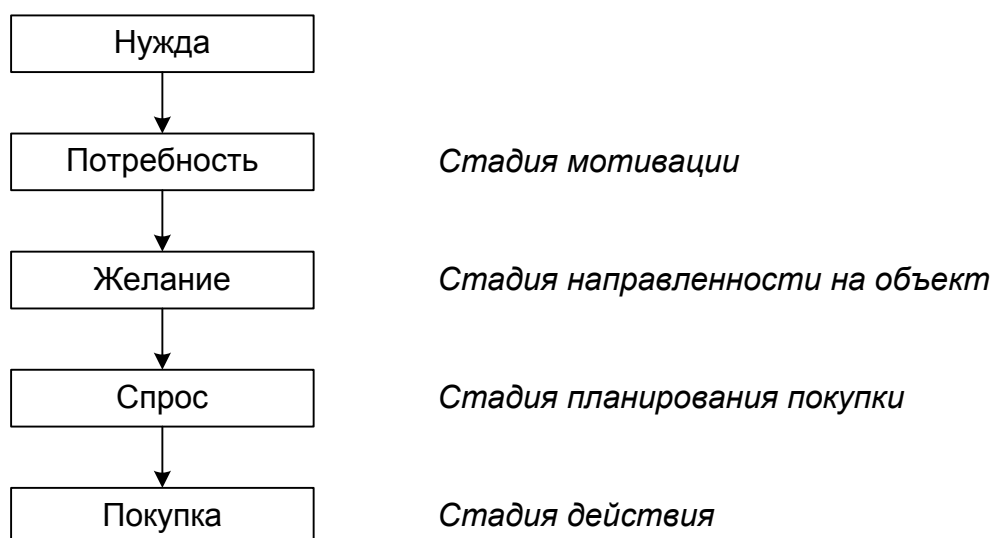 Нужда
Потребность Стадия мотивации
Желание Стадия направленности на объект
Спрос Стадия планирования покупки
Покупка Стадия действия